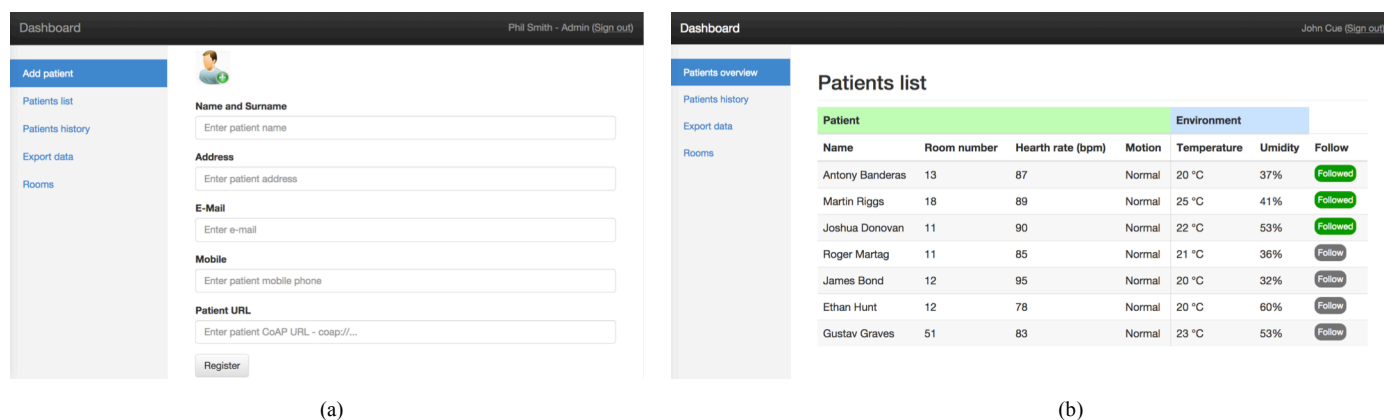 Dashboard
Phil Smith - Admin (Sign out)
Add patient
Patients list
Patients history
Export data
Rooms
Name and Surname
Enter patient name
Address
Enter patient address
E-Mail
Enter e-mail
Mobile
Enter patient mobile phone
Patient URL
Enter patient CoAP URL - coap://...
Register
(a)
Dashboard
John Cue (Sign out)
Patients overview
Patients history
Export data
Rooms
Patients list
Patient Environment
Name Room number Hearth rate (bpm) Motion Temperature Umidity Follow
Antony Banderas 13 87 Normal 20 °C 37% Followed
Martin Riggs 18 89 Normal 25 °C 41% Followed
Joshua Donovan 11 90 Normal 22 °C 53% Followed
Roger Martag 11 85 Normal 21 °C 36% Follow
James Bond 12 95 Normal 20 °C 32% Follow
Ethan Hunt 12 78 Normal 20 °C 60% Follow
Gustav Graves 51 83 Normal 23 °C 53% Follow
(b)